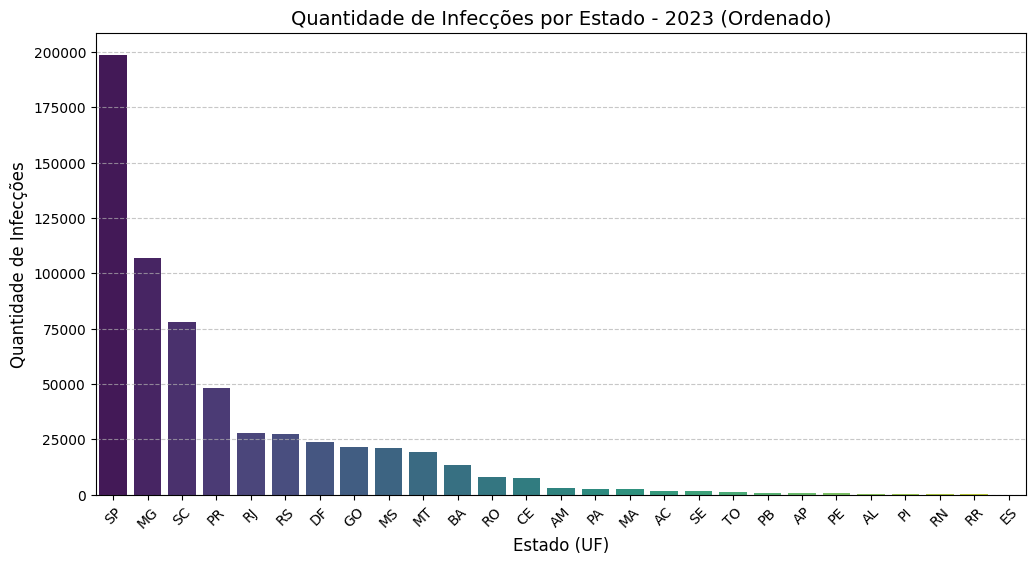 Quantidade de Infecções por Estado - 2023 (Ordenado)
Quantidade de Infecções
200000
175000
150000
125000
100000
75000
50000
25000
0
SP MG SC PR RJ RS DF GO MS MT BA RO CE AM PA MA AC SE TO PB AP PE AL PI RN RR ES
Estado (UF)